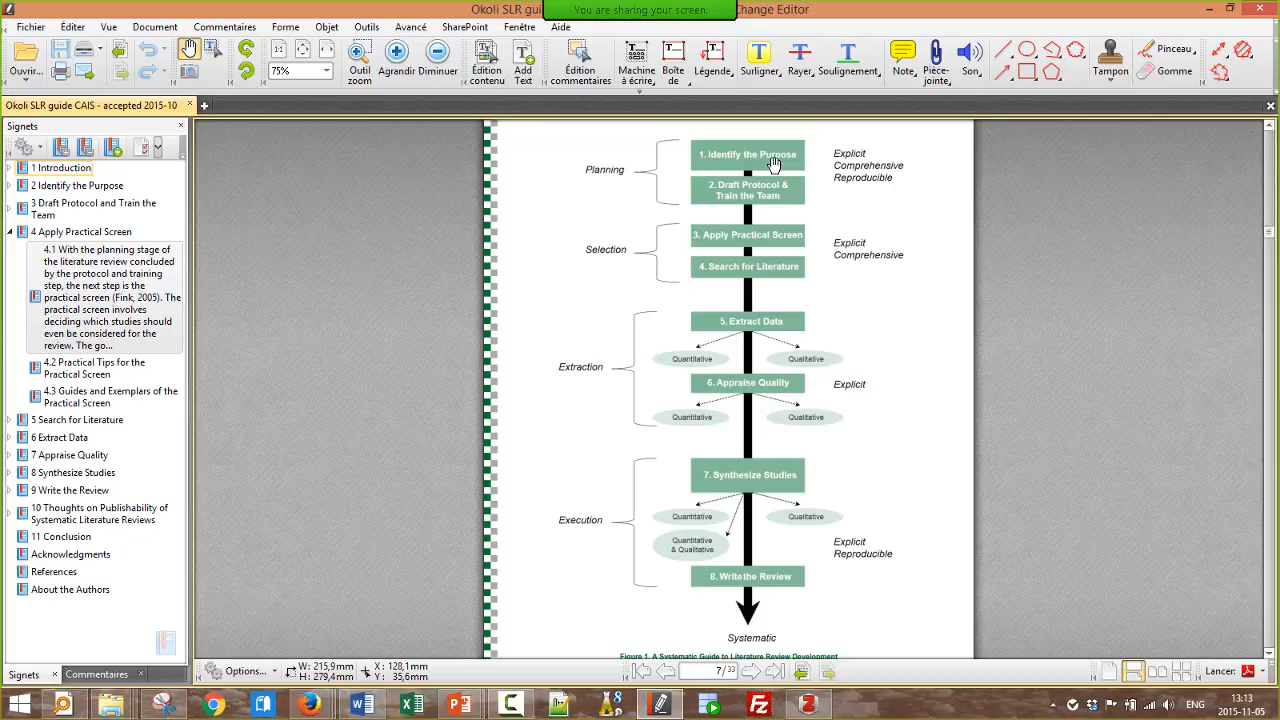 Okoli SLR gui
You are sharing your screen.
Change Editor
Fichier Éditer Vue Document Commentaires Forme Objet Outils Avancé SharePoint Fenêtre Aide
Ouvrir...
75%
Outil
zoom
Agrandir
Diminuer
Edition
contenu
Add
Text
Édition
commentaires
Machine
à écrire
Boîte
de
Légende,
Suligner,
Rayer,
Soulignement,
Note,
Pièce-
jointe,
Son,
Tampon
Pinceau
Gomme
Okoli SLR guide CAIS - accepted 2015-10
Signets
1 Introduction
2 Identify the Purpose
3 Draft Protocol and Train the
Team
4 Apply Practical Screen
4.1 With the planning stage of
the literature review concluded
by the protocol and training
step, the next step is the
practical screen (Fink, 2005). The
practical screen involves
deciding which studies should
even be considered for the
review. The go...
4.2 Practical Tips for the
Practical Screen
4.3 Guides and Exemplars of the
Practical Screen
5 Search for Literature
6 Extract Data
7 Appraise Quality
8 Synthesize Studies
9 Write the Review
10 Thoughts on Publishability of
Systematic Literature Reviews
11 Conclusion
Acknowledgments
References
About the Authors
Planning
1. Identify the Purpose
2. Draft Protocol &
Train the Team
Explicit
Comprehensive
Reproducible
Selection
3. Apply Practical Screen
4. Search for Literature
Explicit
Comprehensive
Extraction
5. Extract Data
Quantitative Qualitative
6. Appraise Quality
Quantitative Qualitative
Explicit
Execution
7. Synthesize Studies
Quantitative Qualitative
Quantitative
& Qualitative
8. Write the Review
Explicit
Reproducible
Systematic
Figure 1. A Systematic Guide to Literature Review Development
Signets Commentaires
Options...
W: 215,9mm
H: 279,4mm
X : 128,1mm
Y : 35,6mm
7 / 33
Lancer:
13:13
2015-11-05